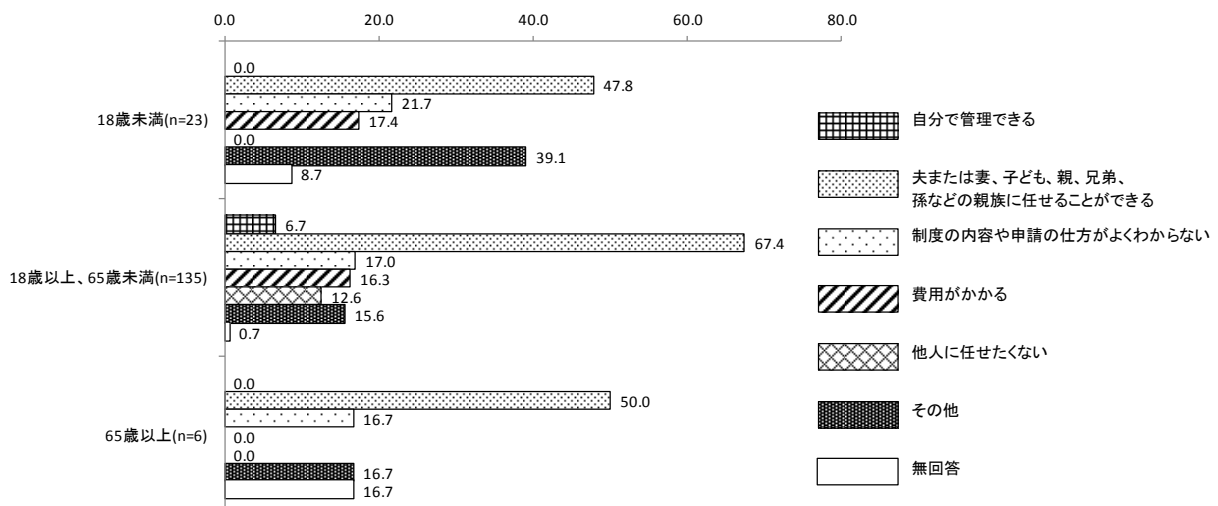 0.0 20.0 40.0 60.0 80.0
18歳未満(n=23)
0.0
47.8
21.7
17.4
0.0
39.1
8.7
18歳以上、65歳未満(n=135)
6.7
67.4
17.0
16.3
12.6
15.6
0.7
65歳以上(n=6)
0.0
50.0
16.7
0.0
0.0
16.7
16.7
自分で管理できる
夫または妻、子ども、親、兄弟、
孫などの親族に任せることができる
制度の内容や申請の仕方がよくわからない
費用がかかる
他人に任せたくない
その他
無回答